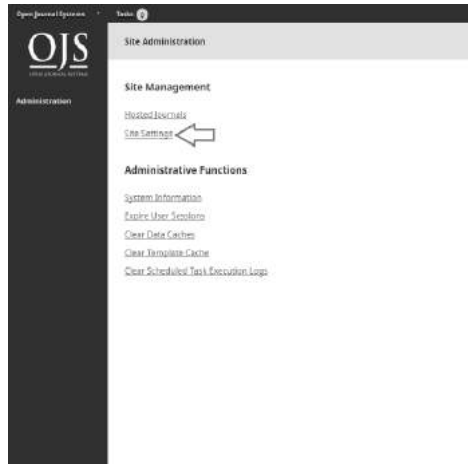 Open Journal Systems
Tasks 0
OJS
OPEN JOURNAL SYSTEMS
Administration
Site Administration
Site Management
Hosted Journals
Site Settings
Administrative Functions
System Information
Expire User Sessions
Clear Data Caches
Clear Template Cache
Clear Scheduled Task Execution Logs